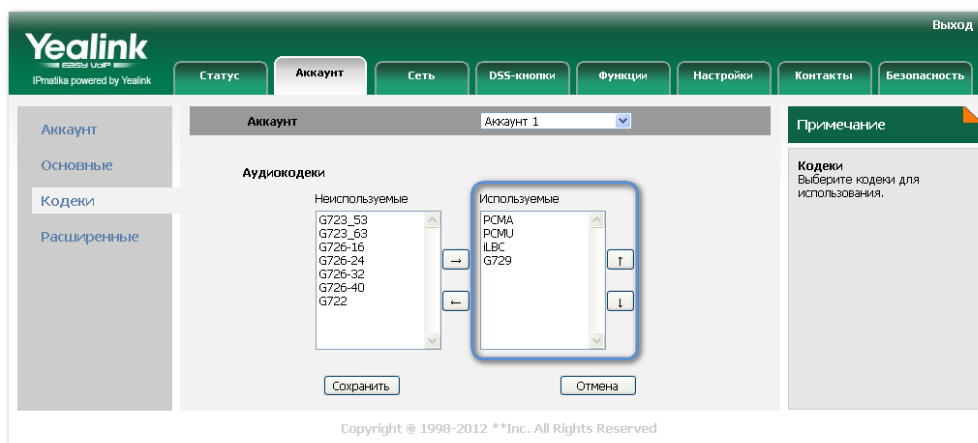 Выход
Yealink
EASY VoIP
IPmatika powered by Yealink
Статус
Аккаунт
Сеть
DSS-кнопки
Функции
Настройки
Контакты
Безопасность
Аккаунт
Основные
Кодеки
Расширенные
Аккаунт
Аккаунт 1
Аудиокодеки
Неиспользуемые
G723_53
G723_63
G726-16
G726-24
G726-32
G726-40
G722
→
←
Используемые
PCMA
PCMU
iLBC
G729
↑
↓
Сохранить
Отмена
Примечание
Кодеки
Выберите кодеки для
использования.
Copyright @ 1998-2012 **Inc. All Rights Reserved